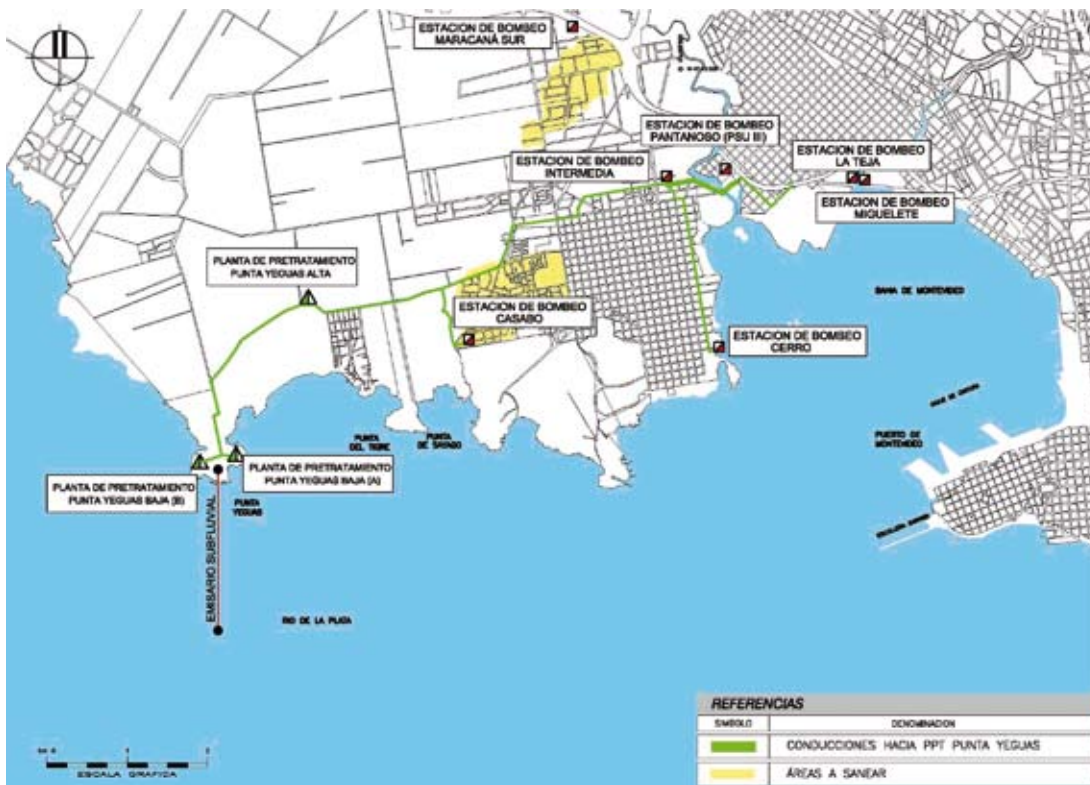 ESTACION DE BOMBEO
MARACANÁ SUR
ESTACION DE BOMBEO
PANTANOSO (PSU III)
ESTACION DE BOMBEO
LA TEJA
ESTACION DE BOMBEO
INTERMEDIA
ESTACION DE BOMBEO
MIGUELETE
PLANTA DE PRETRATAMIENTO
PUNTA YEGUAS ALTA
BAHIA DE MONTEVIDEO
ESTACION DE BOMBEO
CASABO
ESTACION DE BOMBEO
CERRO
PUNTA
DEL TIGRE
PUNTA
DE SAYAGO
PUERTO DE
MONTEVIDEO
PLANTA DE PRETRATAMIENTO
PUNTA YEGUAS BAJA (A)
PLANTA DE PRETRATAMIENTO
PUNTA YEGUAS BAJA (B)
PUNTA
YEGUAS
EMISARIO SUBFLUVIAL
RIO DE LA PLATA
REFERENCIAS
SIMBOLO
DENOMINACION
CONDUCCIONES HACIA PPT PUNTA YEGUAS
ÁREAS A SANEAR
ESCALA GRAFICA